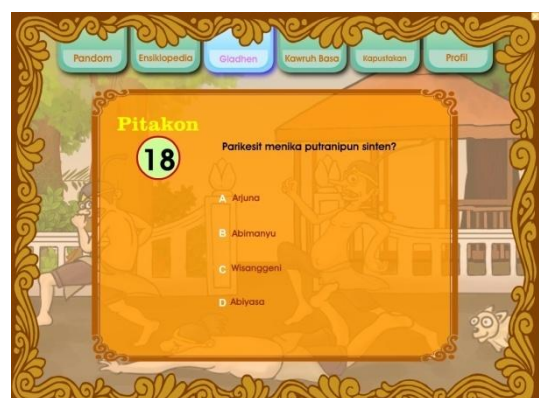 Pandom
Ensiklopedia
Gladhen
Kawruh Basa
Kapustakan
Profil
Pitakon
18
Parikesit menika putranipun sinten?
A Arjuna
B Abimanyu
C Wisanggeni
D Abiyasa